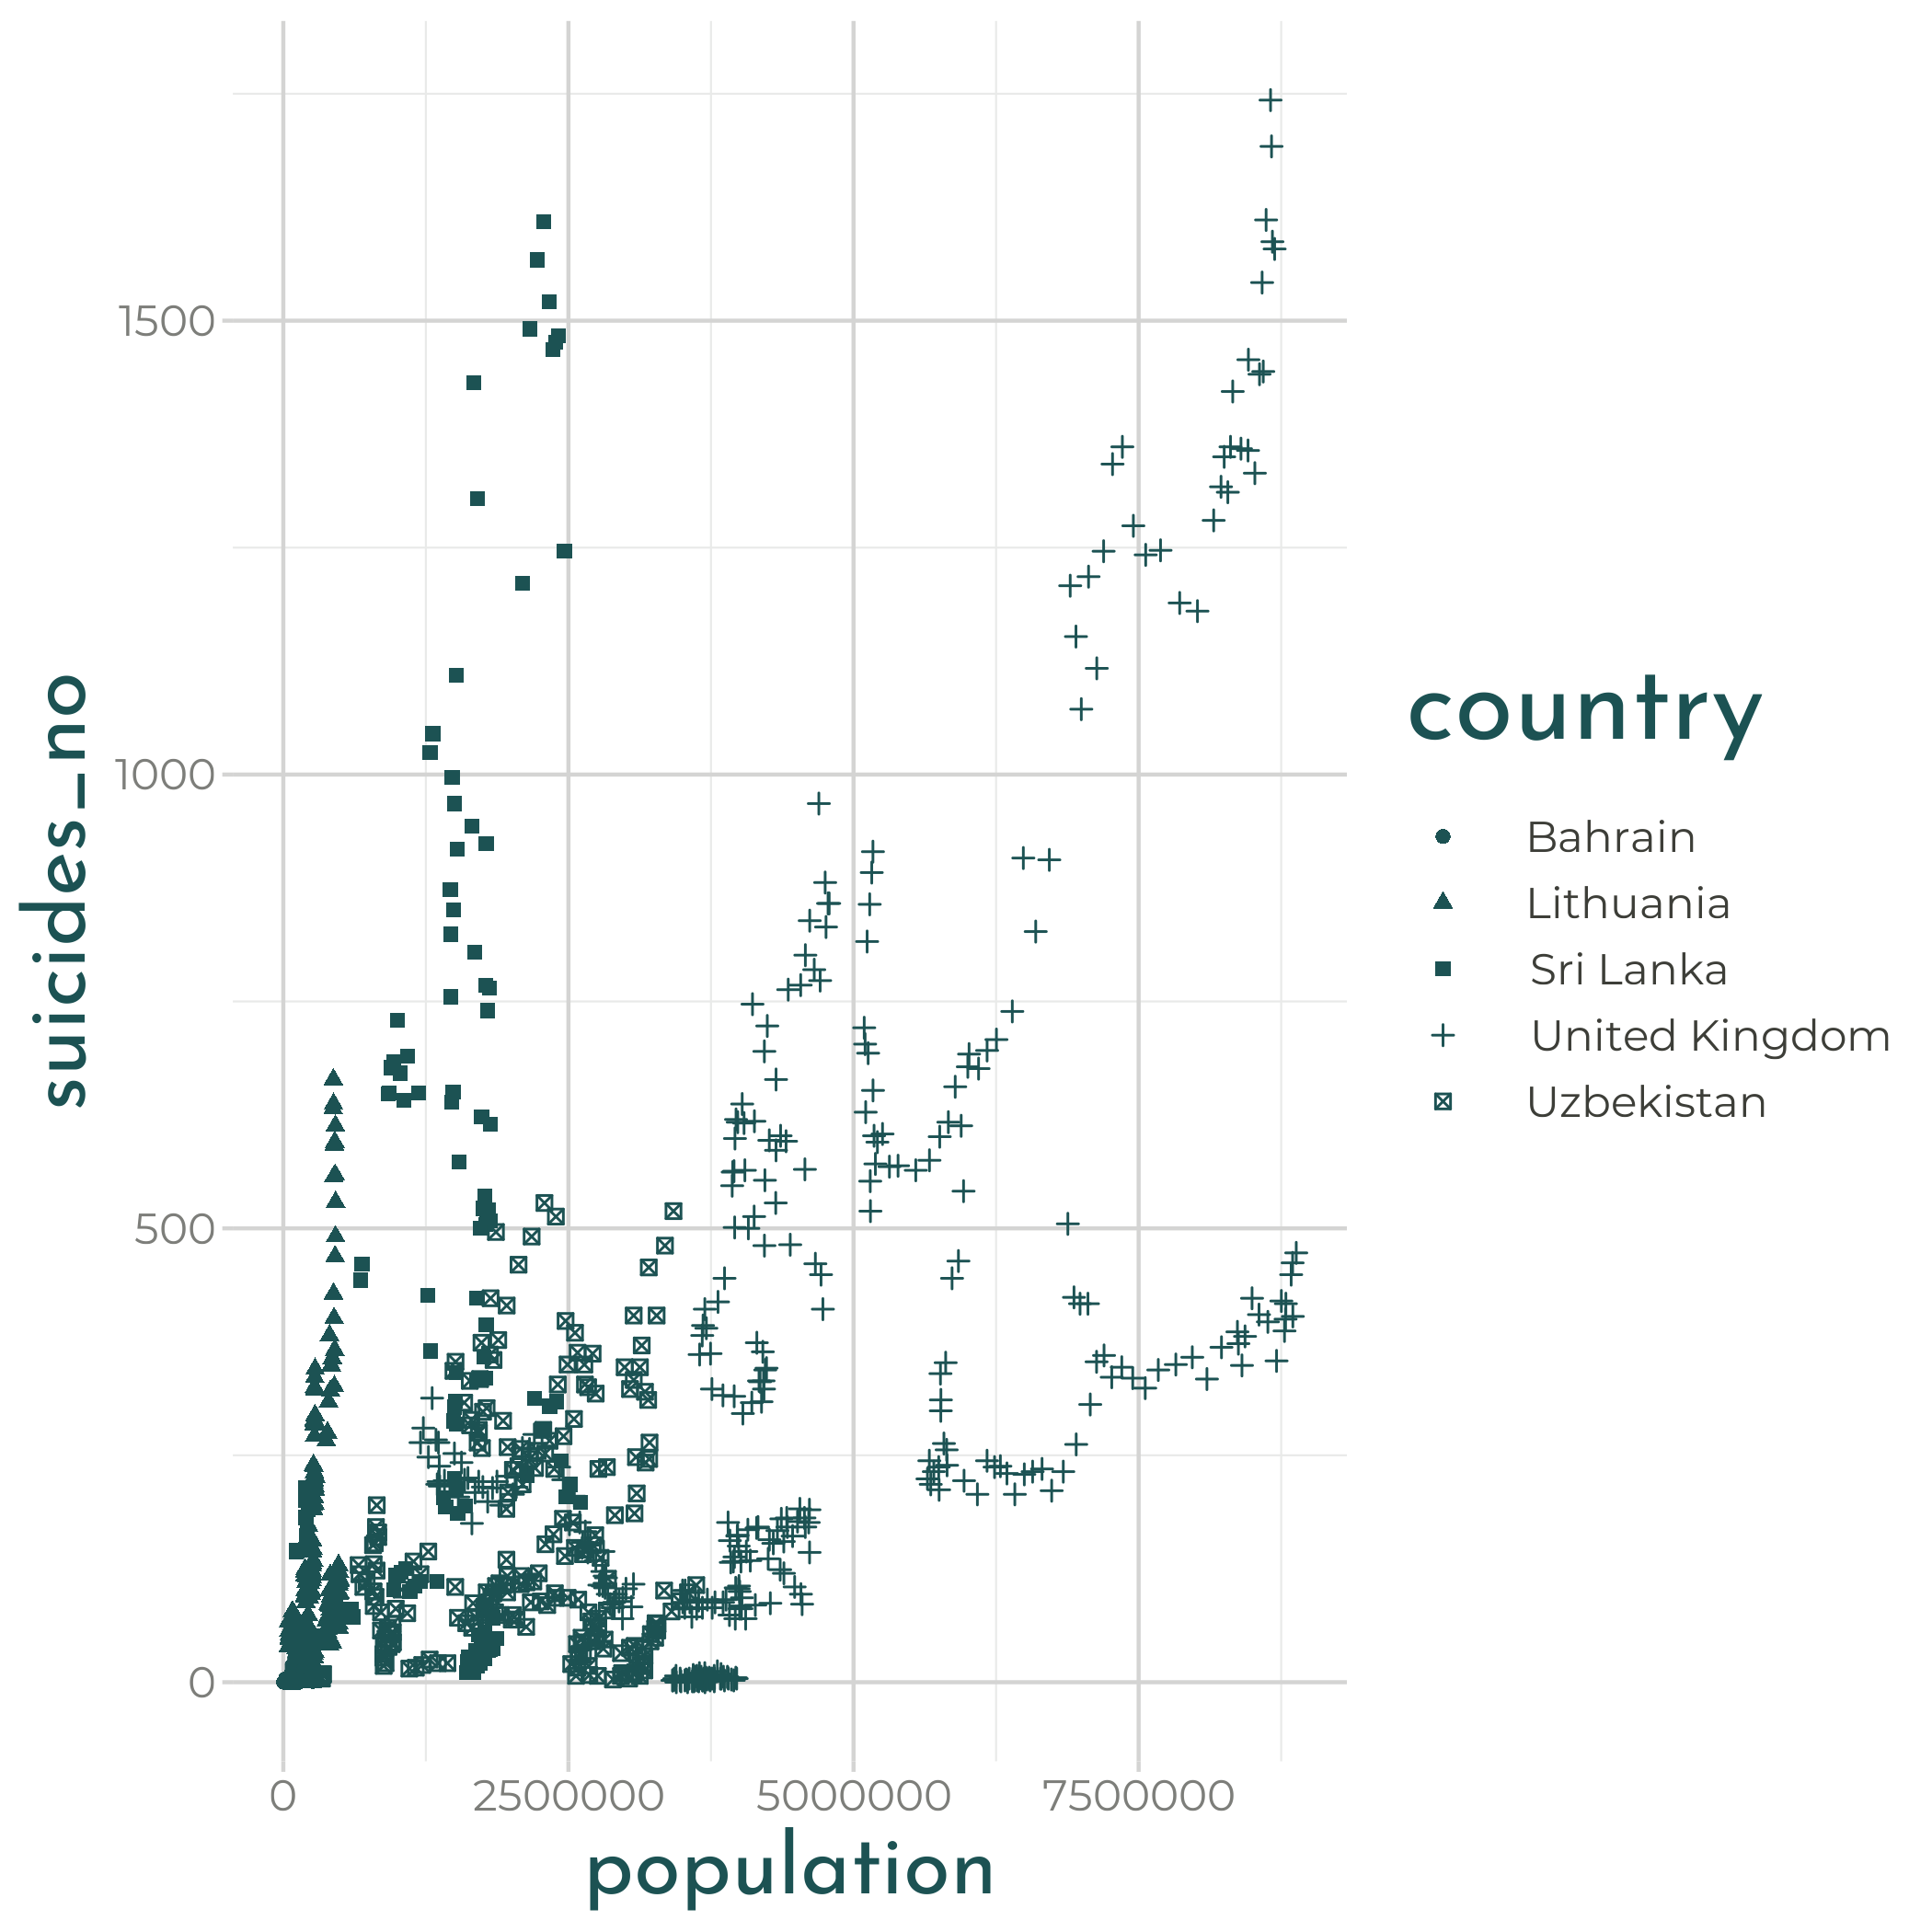 suicides_no
1500
1000
500
0
0 2500000 5000000 7500000
population
country
Bahrain
Lithuania
Sri Lanka
United Kingdom
Uzbekistan